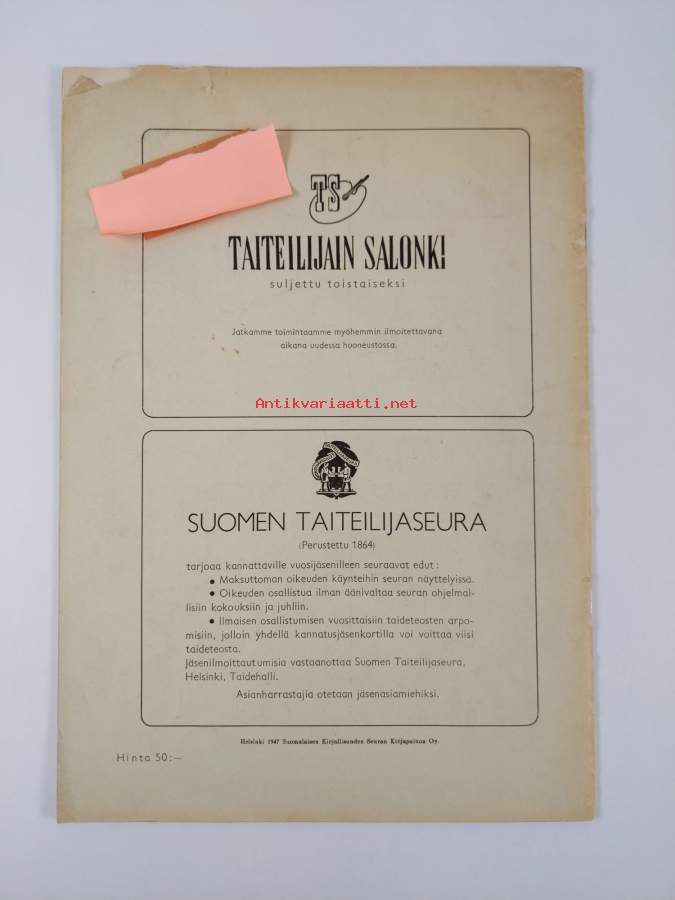 TS
TAITEILIJAIN SALONKI
suljettu toistaiseksi
Jatkamme toimintaamme myöhemmin ilmoitettavana
aikana uudessa huoneustossa.
Antikvariaatti.net
SUOMEN TAITEILIJASEURA
(Perustettu 1864)
tarjoaa kannattaville vuosijäsenilleen seuraavat edut :
● Maksuttoman oikeuden käynteihin seuran näyttelyissä.
● Oikeuden osallistua ilman äänivaltaa seuran ohjelmal-
lisiin kokouksiin ja juhliin.
● Ilmaisen osallistumisen vuosittaisiin taideteosten arpo-
misiin, jolloin yhdellä kannatusjäsenkortilla voi voittaa viisi
taideteosta.
Jäsenilmoittautumisia vastaanottaa Suomen Taiteilijaseura,
Helsinki, Taidehalli.
Asianharrastajia otetaan jäsenasiamiehiksi.
Helsinki 1947 Suomalaisen Kirjallisuuden Seuran Kirjapainon Oy.
Hinta 50:—